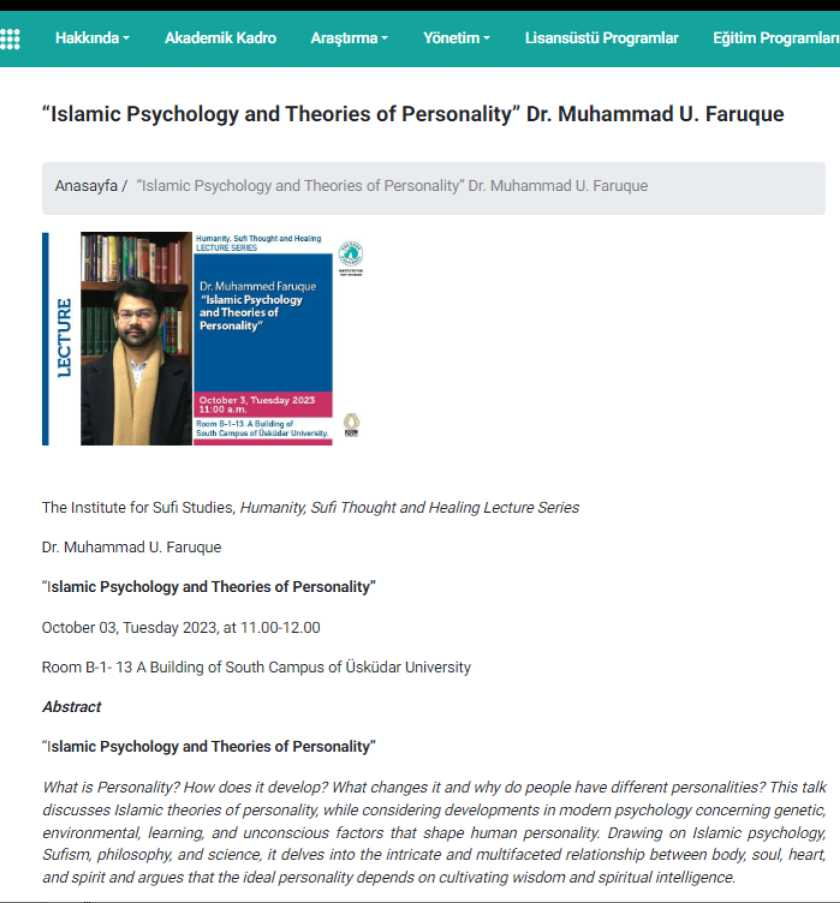 Hakkında
Akademik Kadro
Araştırma
Yönetim
Lisansüstü Programlar
Eğitim Programları
“Islamic Psychology and Theories of Personality” Dr. Muhammad U. Faruque
Anasayfa / “Islamic Psychology and Theories of Personality” Dr. Muhammad U. Faruque
LECTURE
Humanity, Sufi Thought and Healing
LECTURE SERIES
Dr. Muhammed Faruque
“Islamic Psychology
and Theories of
Personality”
October 3, Tuesday 2023
11:00 a.m.
Room B-1-13 A Building of
South Campus of Üsküdar University.
The Institute for Sufi Studies, Humanity, Sufi Thought and Healing Lecture Series
Dr. Muhammad U. Faruque
“Islamic Psychology and Theories of Personality”
October 03, Tuesday 2023, at 11.00-12.00
Room B-1- 13 A Building of South Campus of Üsküdar University
Abstract
“Islamic Psychology and Theories of Personality”
What is Personality? How does it develop? What changes it and why do people have different personalities? This talk
discusses Islamic theories of personality, while considering developments in modern psychology concerning genetic,
environmental, learning, and unconscious factors that shape human personality. Drawing on Islamic psychology,
Sufism, philosophy, and science, it delves into the intricate and multifaceted relationship between body, soul, heart,
and spirit and argues that the ideal personality depends on cultivating wisdom and spiritual intelligence.